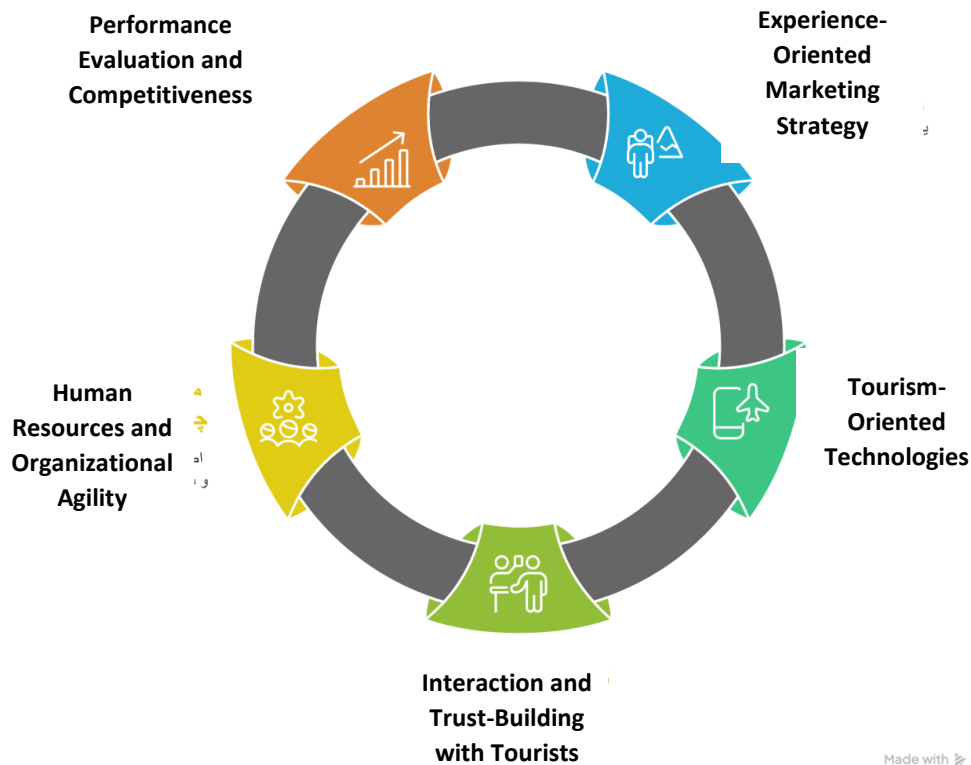 Performance
Evaluation and
Competitiveness
Experience-
Oriented
Marketing
Strategy
Human
Resources and
Organizational
Agility
Tourism-
Oriented
Technologies
Interaction and
Trust-Building
with Tourists
Made with